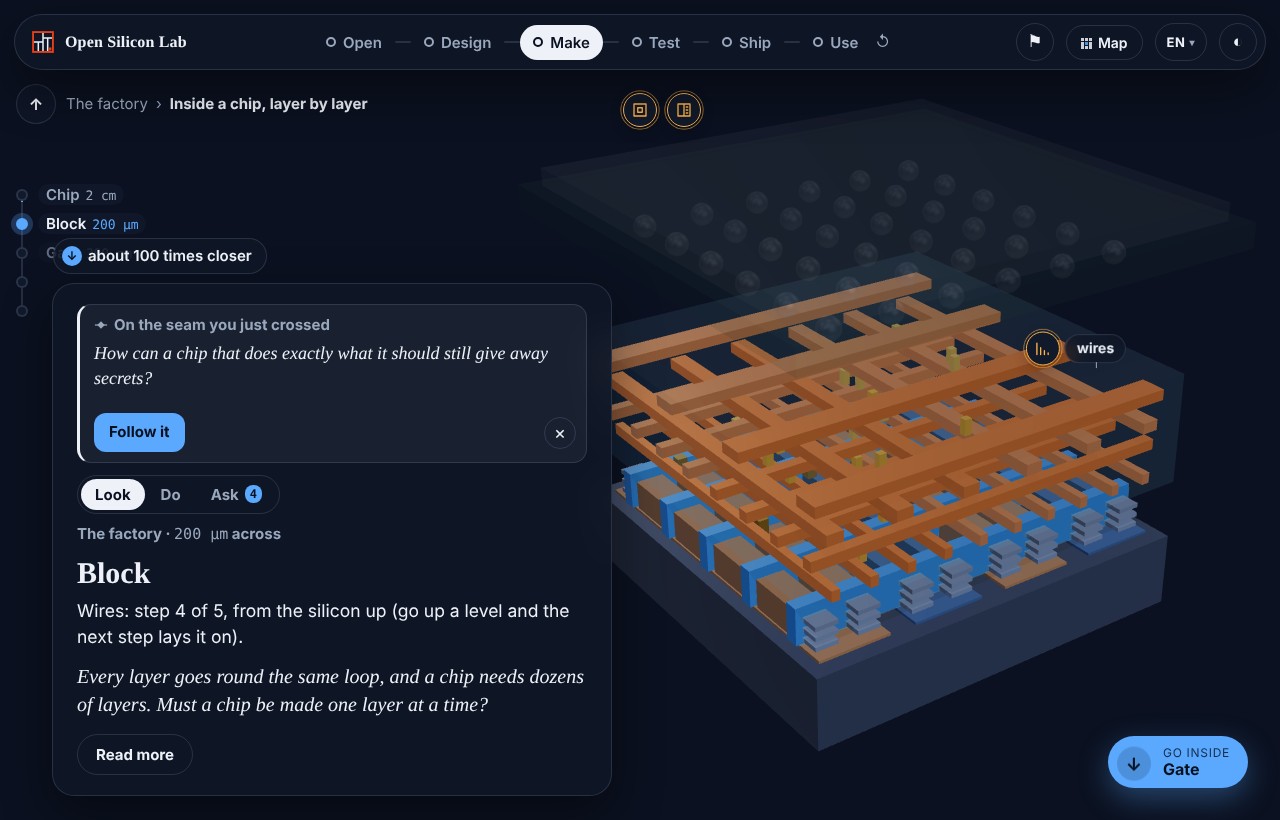 Open Silicon Lab
Open
Design
Make
Test
Ship
Use
Map
EN
The factory › Inside a chip, layer by layer
Chip 2 cm
Block 200 µm
about 100 times closer
On the seam you just crossed
How can a chip that does exactly what it should still give away
secrets?
Follow it
Look
Do
Ask 4
The factory · 200 µm across
Block
Wires: step 4 of 5, from the silicon up (go up a level and the
next step lays it on).
Every layer goes round the same loop, and a chip needs dozens
of layers. Must a chip be made one layer at a time?
Read more
wires
GO INSIDE
Gate